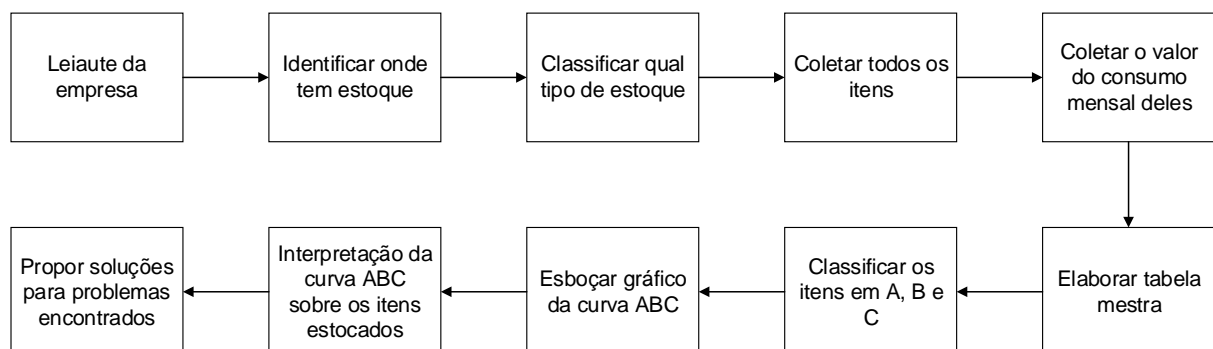 Leiaute da
empresa
Identificar onde
tem estoque
Classificar qual
tipo de estoque
Coletar todos os
itens
Coletar o valor
do consumo
mensal deles
Elaborar tabela
mestra
Classificar os
itens em A, B e
C
Esboçar gráfico
da curva ABC
Interpretação da
curva ABC
sobre os itens
estocados
Propor soluções
para problemas
encontrados